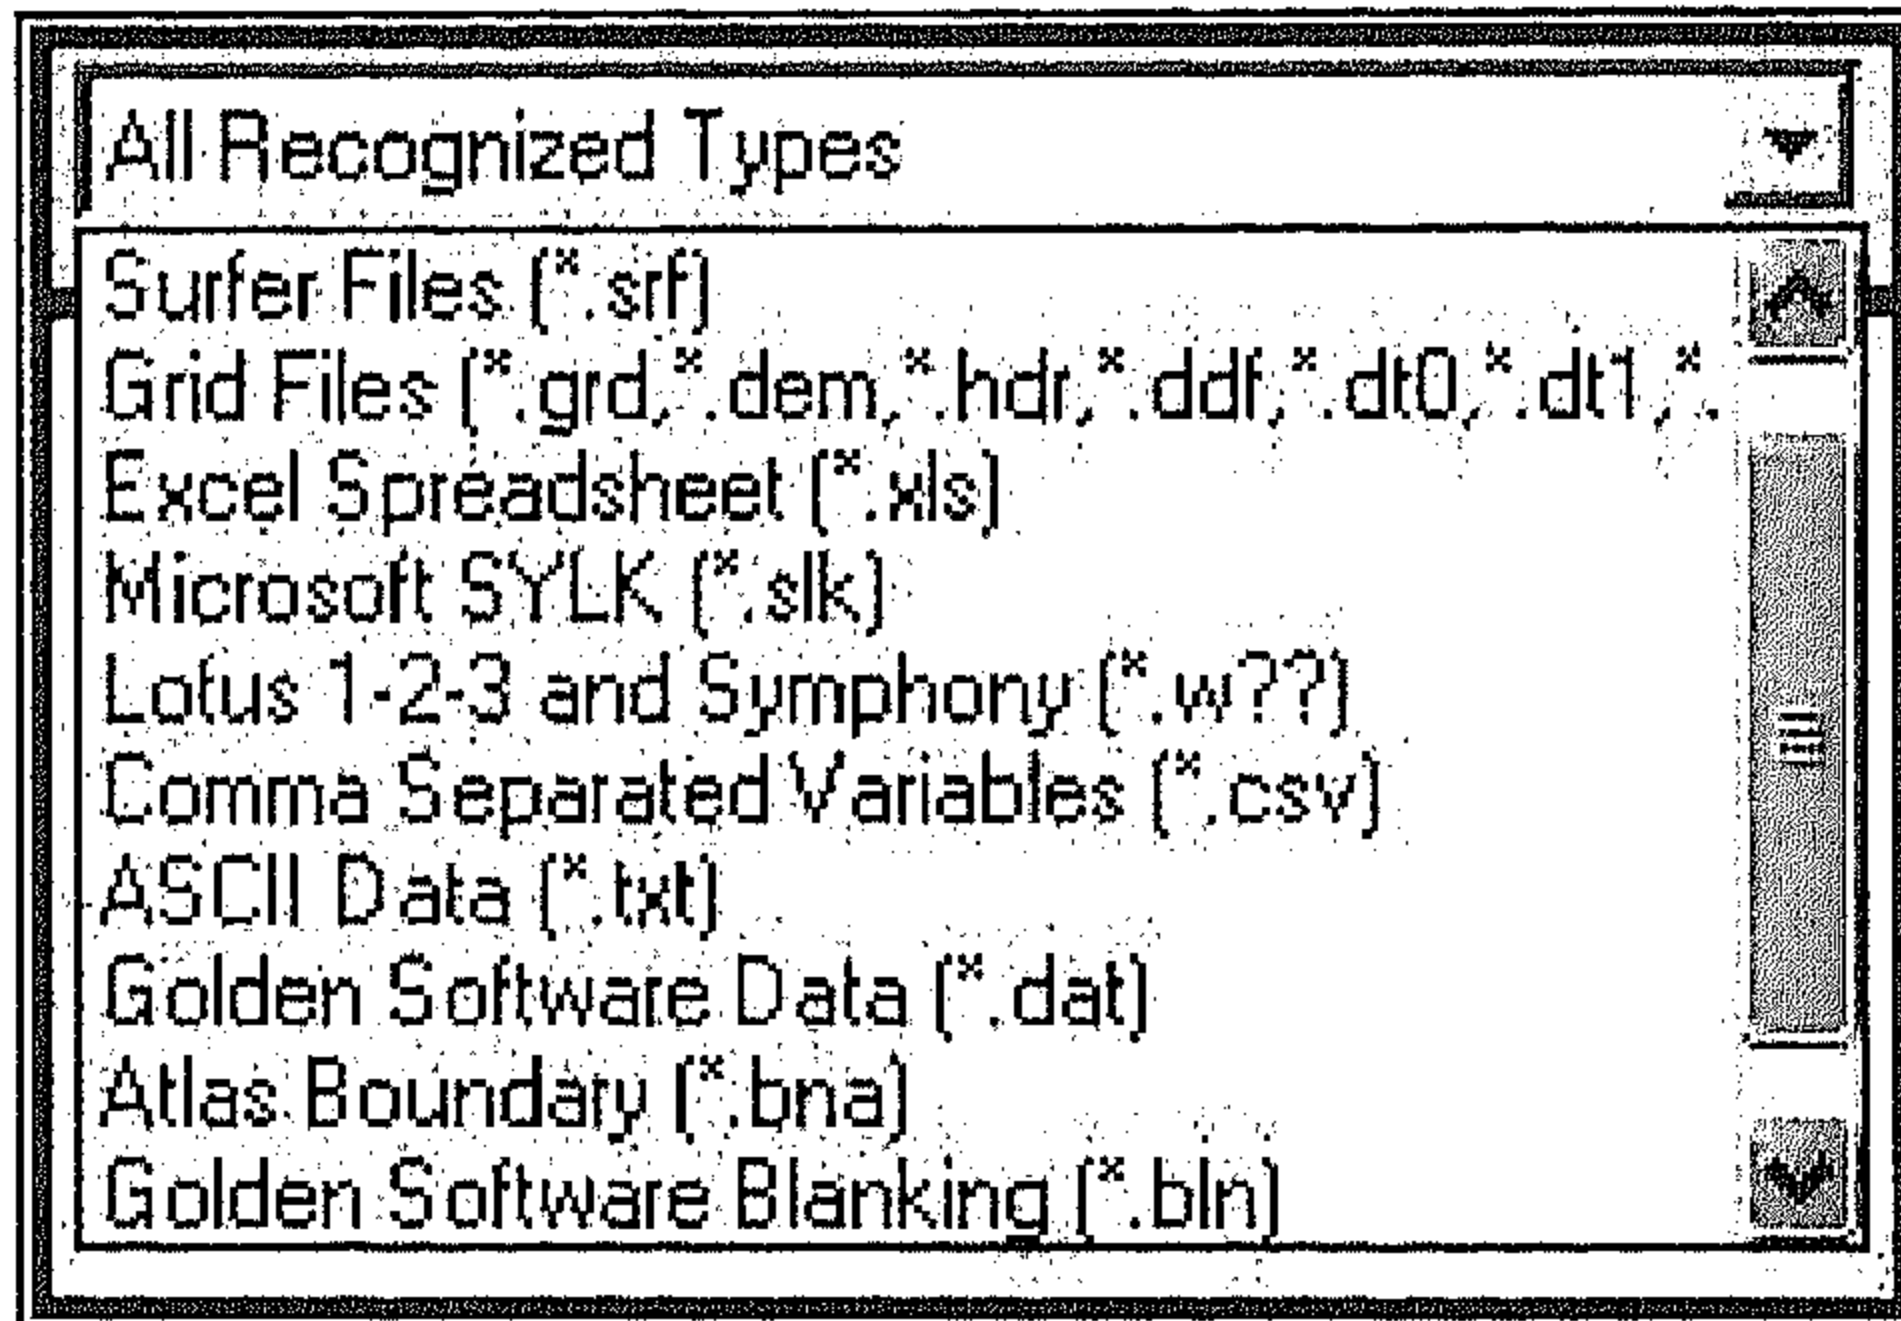 All Recognized Types
Surfer Files (*.srf)
Grid Files (*.grd,*.dem,*.hdr,*.ddf,*.dt0,*.dt1,*.
Excel Spreadsheet (*.xls)
Microsoft SYLK (*.slk)
Lotus 1-2-3 and Symphony (*.w??)
Comma Separated Variables (*.csv)
ASCII Data (*.txt)
Golden Software Data (*.dat)
Atlas Boundary (*.bna)
Golden Software Blanking (*.bln)